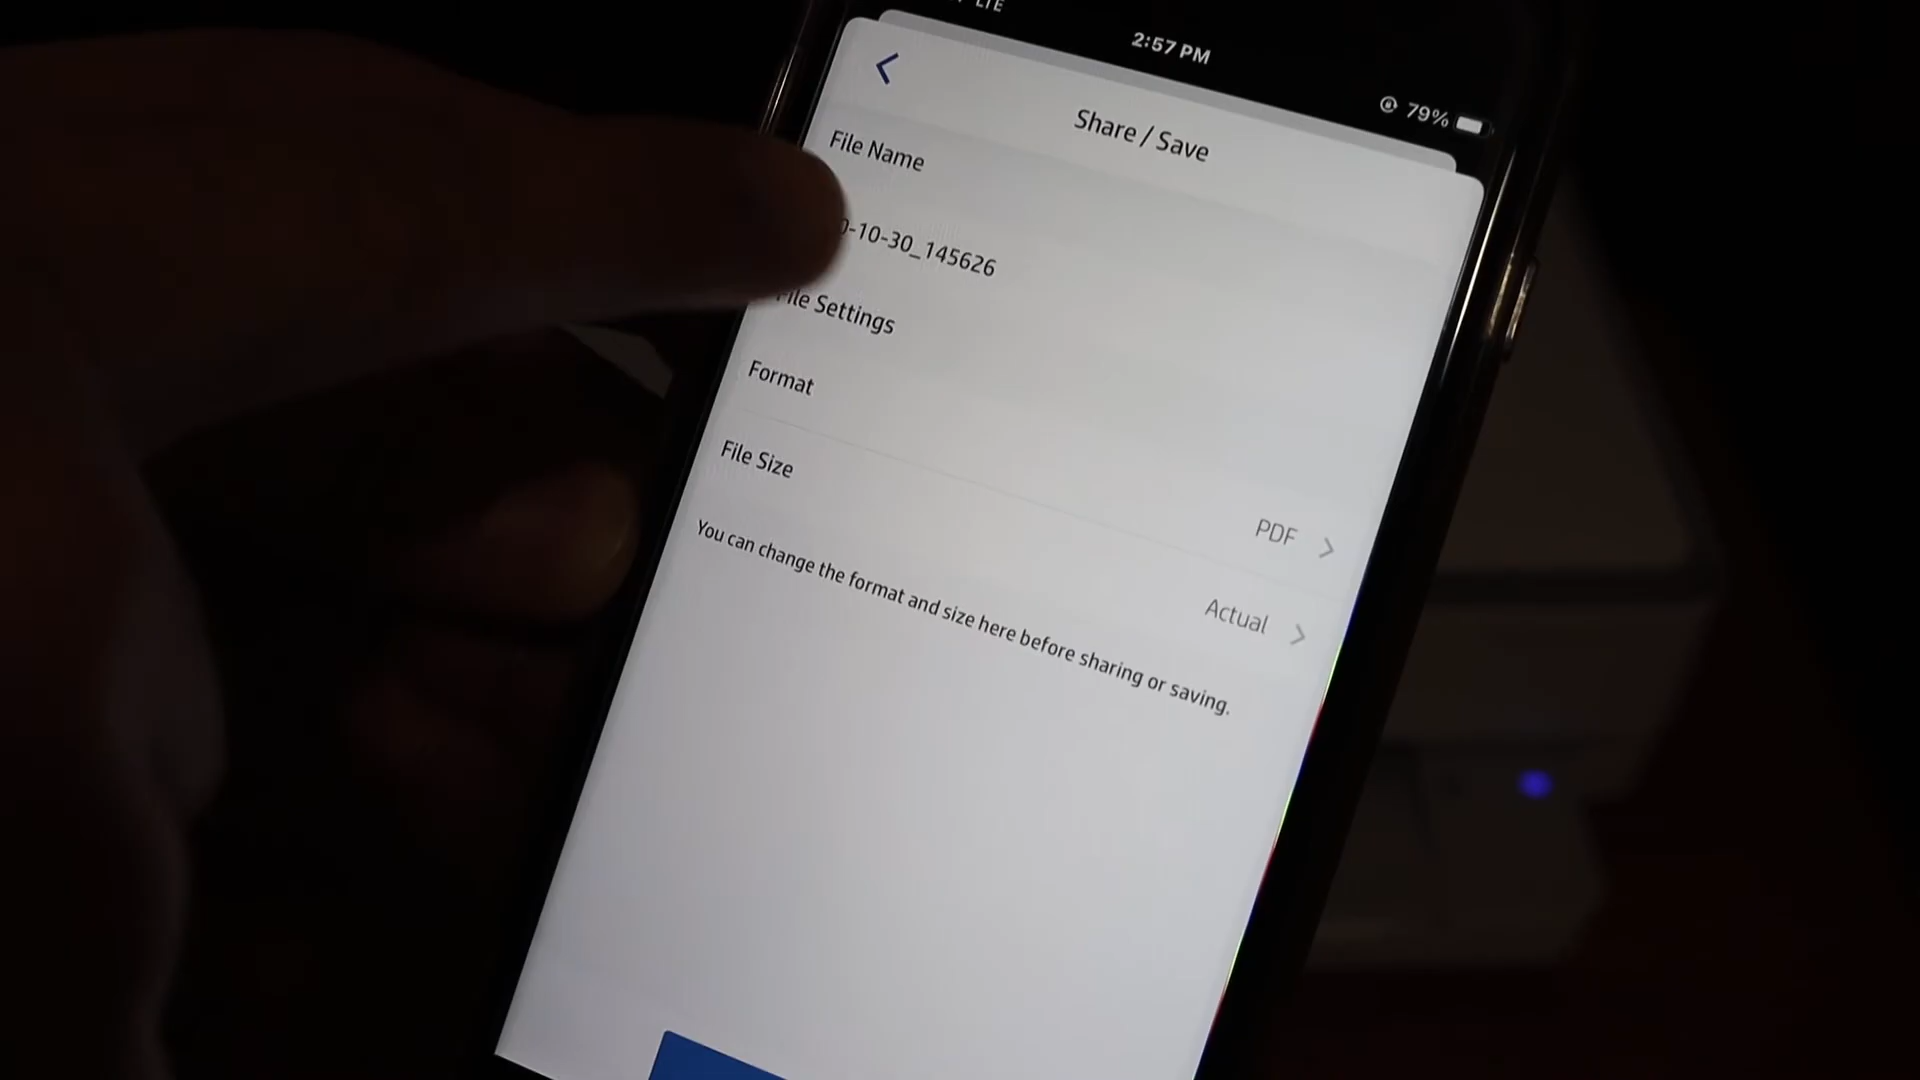 LTE
2:57 PM
79%
Share / Save
File Name
0-10-30_145626
File Settings
Format
PDF
File Size
Actual
You can change the format and size here before sharing or saving.